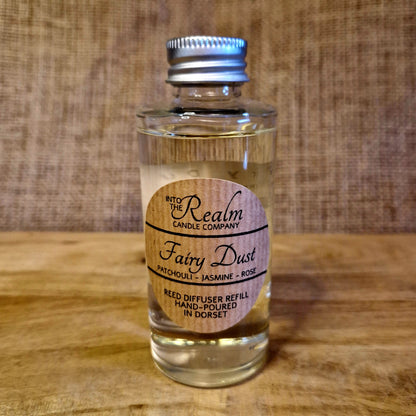 INTO THE Realm
CANDLE COMPANY
Fairy Dust
PATCHOULI - JASMINE - ROSE
REED DIFFUSER REFILL
HAND-POURED
IN DORSET